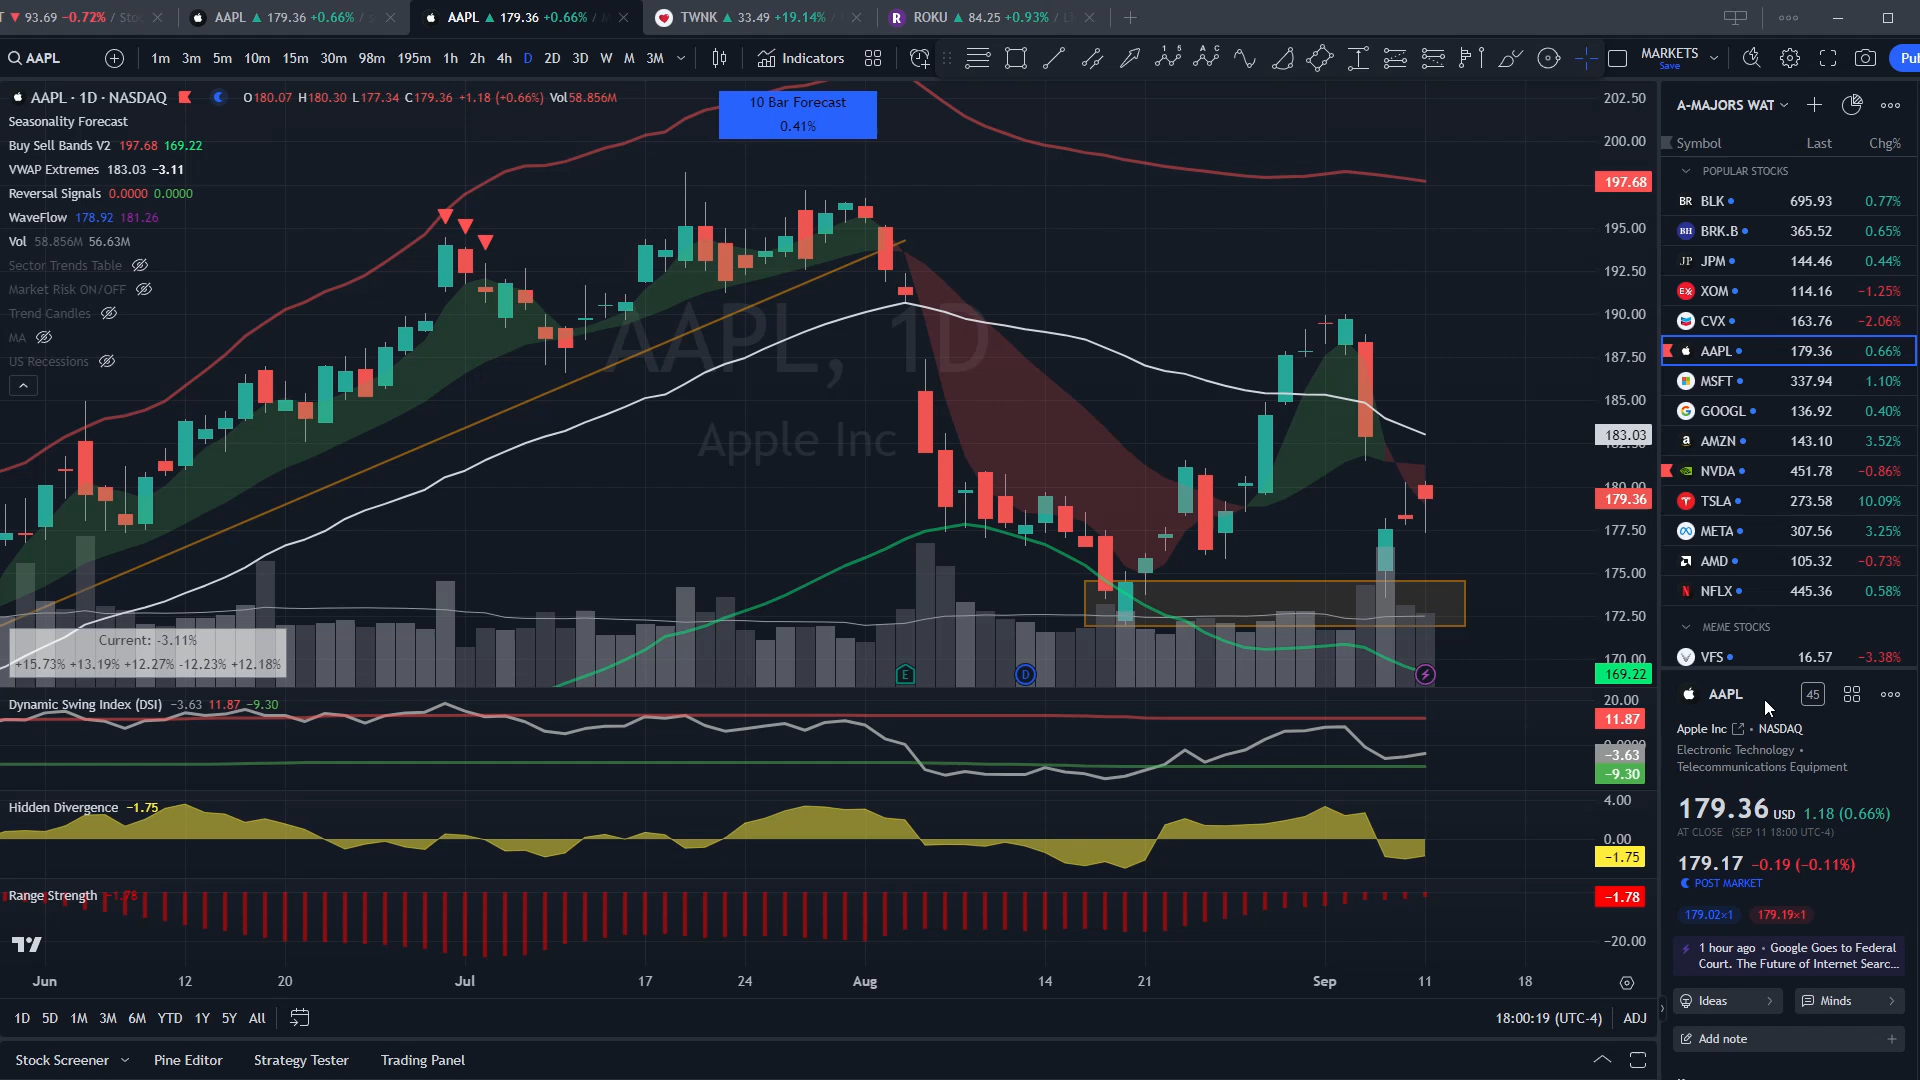 93.69 −0.72% / Sto
AAPL ▲ 179.36 +0.66% /
AAPL ▲ 179.36 +0.66% /
TWNK ▲ 33.49 +19.14% /
ROKU ▲ 84.25 +0.93% /
AAPL
1m 3m 5m 10m 15m 30m 98m 195m 1h 2h 4h D 2D 3D W M 3M
Indicators
MARKETS
Save
Pu
AAPL · 1D · NASDAQ
O180.07 H180.30 L177.34 C179.36 +1.18 (+0.66%) Vol58.856M
Seasonality Forecast
Buy Sell Bands V2 197.68 169.22
VWAP Extremes 183.03 −3.11
Reversal Signals 0.0000 0.0000
WaveFlow 178.92 181.26
Vol 58.856M 56.63M
Sector Trends Table
Market Risk ON/OFF
Trend Candles
MA
US Recessions
10 Bar Forecast
0.41%
AAPL, 1D
Apple Inc
202.50
200.00
197.68
195.00
192.50
190.00
187.50
185.00
183.03
180.00
179.36
177.50
175.00
172.50
170.00
169.22
Current: -3.11%
+15.73% +13.19% +12.27% -12.23% +12.18%
E
D
Dynamic Swing Index (DSI) −3.63 11.87 −9.30
20.00
11.87
0.0000
−3.63
−9.30
Hidden Divergence −1.75
4.00
0.00
−1.75
Range Strength −1.78
−1.78
−20.00
Jun 12 20 Jul 17 24 Aug 14 21 Sep 11 18
1D 5D 1M 3M 6M YTD 1Y 5Y All
18:00:19 (UTC-4) ADJ
Stock Screener Pine Editor Strategy Tester Trading Panel
A-MAJORS WAT
Symbol Last Chg%
POPULAR STOCKS
BR BLK 695.93 0.77%
BH BRK.B 365.52 0.65%
JP JPM 144.46 0.44%
XOM 114.16 −1.25%
CVX 163.76 −2.06%
AAPL 179.36 0.66%
MSFT 337.94 1.10%
GOOGL 136.92 0.40%
AMZN 143.10 3.52%
NVDA 451.78 −0.86%
TSLA 273.58 10.09%
META 307.56 3.25%
AMD 105.32 −0.73%
NFLX 445.36 0.58%
MEME STOCKS
VFS 16.57 −3.38%
AAPL 45
Apple Inc • NASDAQ
Electronic Technology •
Telecommunications Equipment
179.36 USD 1.18 (0.66%)
AT CLOSE (SEP 11 18:00 UTC-4)
179.17 −0.19 (−0.11%)
POST MARKET
179.02×1 179.19×1
1 hour ago • Google Goes to Federal
Court. The Future of Internet Searc...
Ideas
Minds
Add note